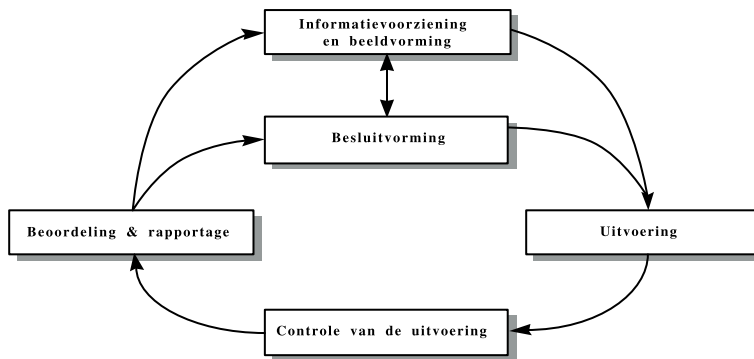 Informatievoorziening
en beeldvorming
Besluitvorming
Beoordeling & rapportage
Uitvoering
Controle van de uitvoering